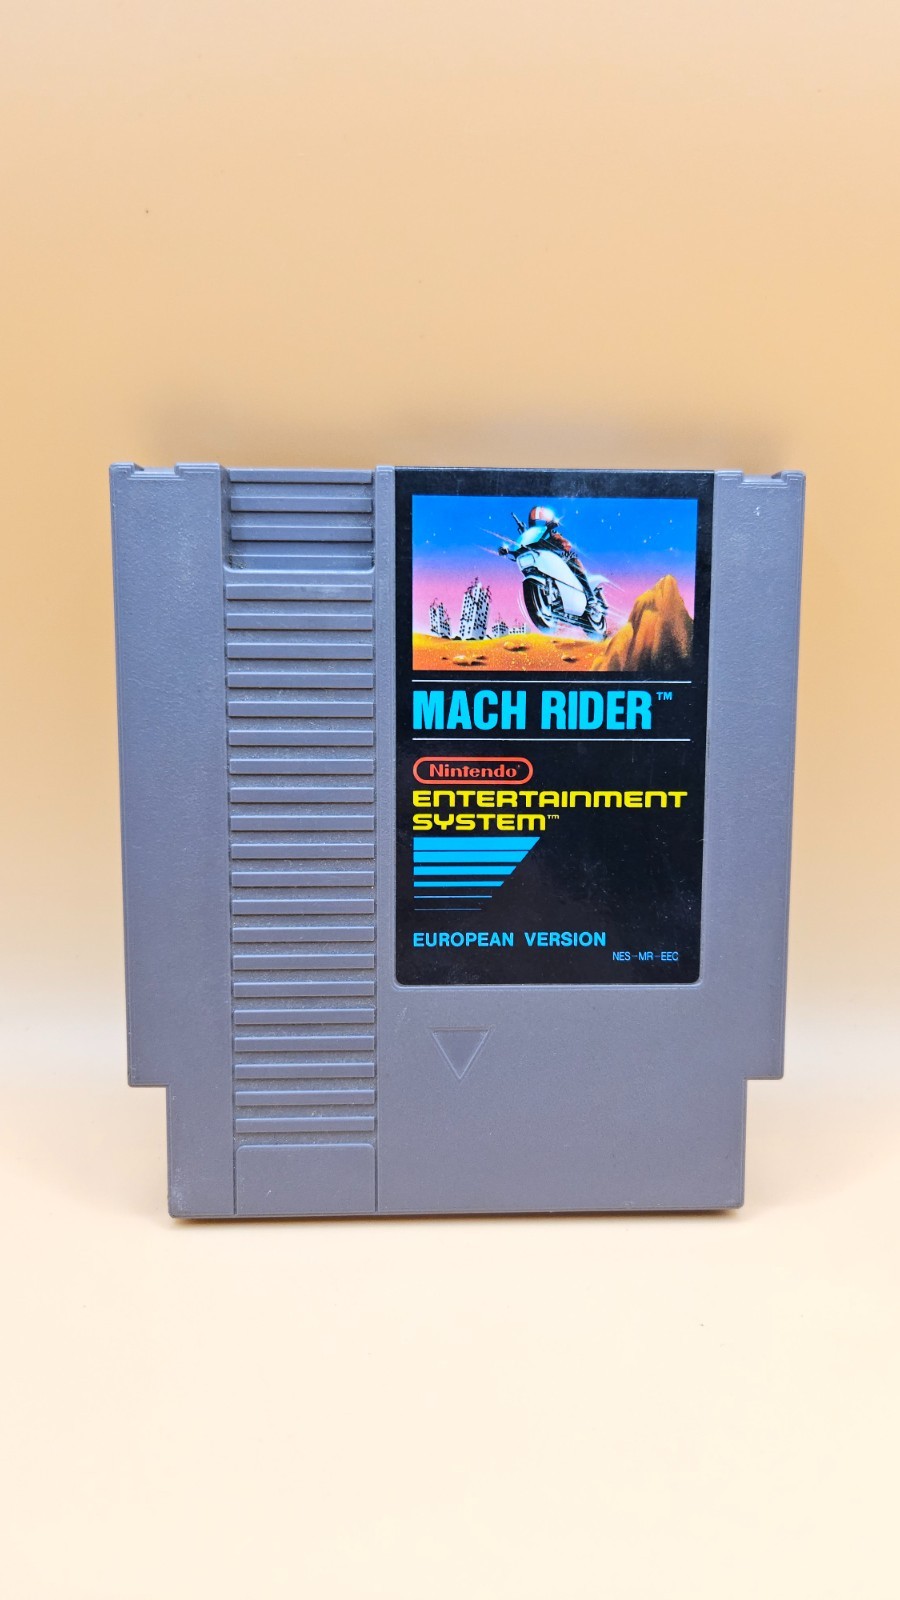 MACH RIDER™
Nintendo®
ENTERTAINMENT
SYSTEM™
EUROPEAN VERSION
NES-MR-EEC